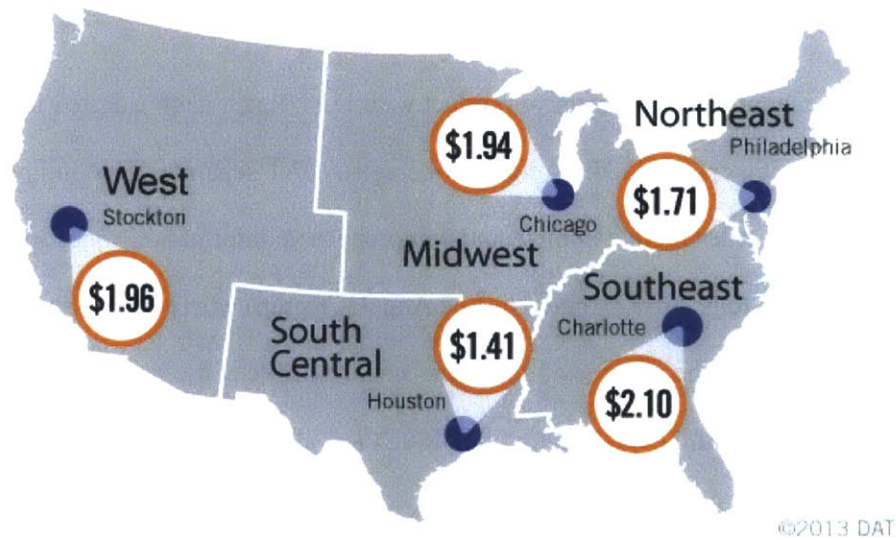 Northeast
Philadelphia
$1.94
$1.71
West
Stockton
Chicago
Midwest
$1.96
Southeast
Charlotte
South
Central
$1.41
Houston
$2.10
©2013 DAT